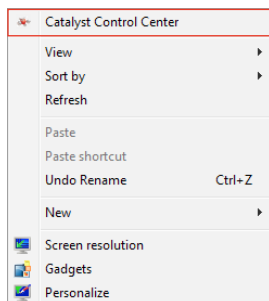 Catalyst Control Center
View
Sort by
Refresh
Paste
Paste shortcut
Undo Rename Ctrl+Z
New
Screen resolution
Gadgets
Personalize